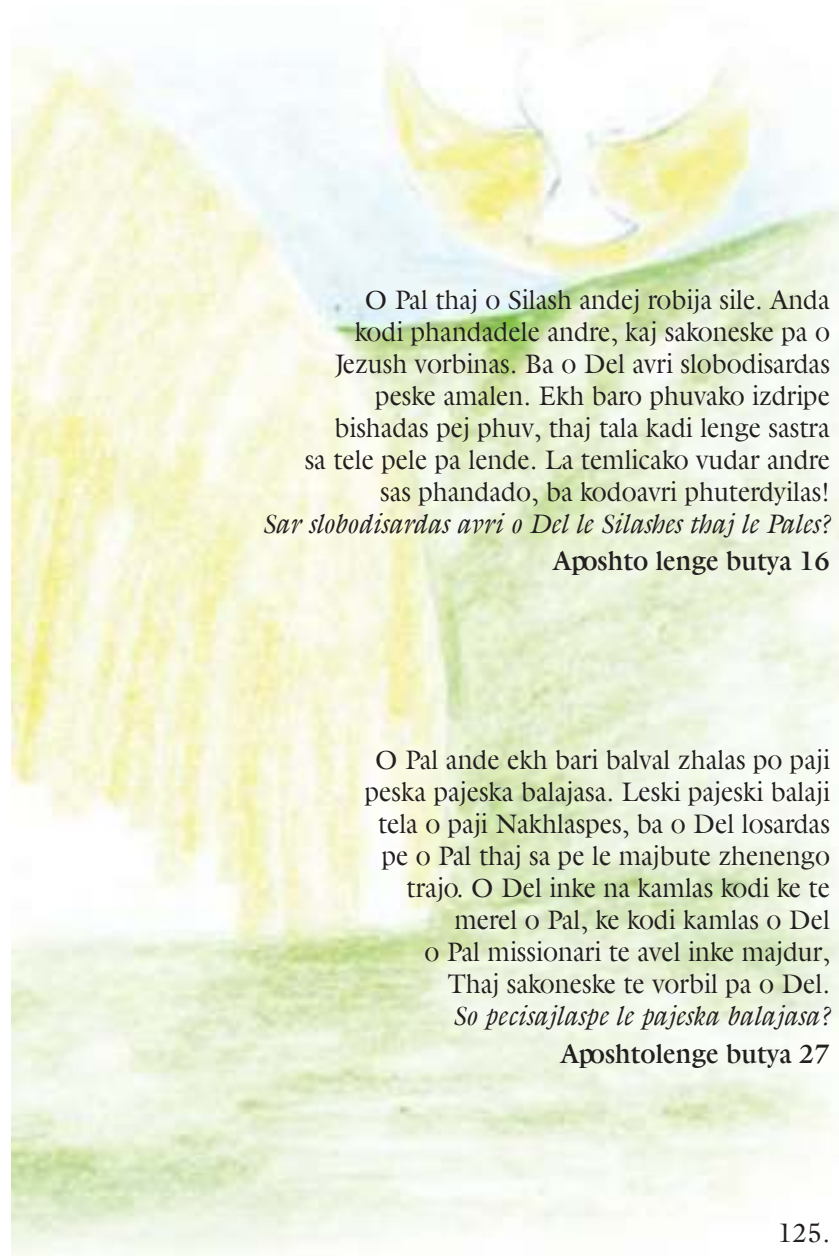 O Pal thaj o Silash andej robija sile. Anda
kodi phandadele andre, kaj sakoneske pa o
Jezush vorbinas. Ba o Del avri slobodisardas
peske amalen. Ekh baro phuvako izdripe
bishadas pej phuv, thaj tala kadi lenge sastra
sa tele pele pa lende. La temlicako vudar andre
sas phandado, ba kodoavri phuterdyilas!
Sar slobodisardas avri o Del le Silashes thaj le Pales?
Aposhto lenge butya 16
O Pal ande ekh bari balval zhalas po paji
peska pajeska balajasa. Leski pajeski balaji
tela o paji Nakhlaspes, ba o Del losardas
pe o Pal thaj sa pe le majbute zhenengo
trajo. O Del inke na kamlas kodi ke te
merel o Pal, ke kodi kamlas o Del
o Pal missionari te avel inke majdur,
Thaj sakoneske te vorbil pa o Del.
So pecisajlaspe le pajeska balajasa?
Aposhtolenge butya 27
125.